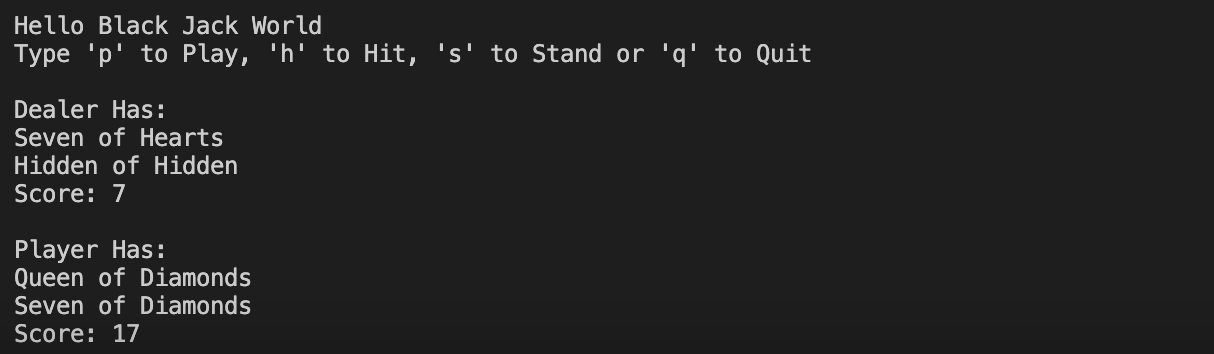 Hello Black Jack World
Type 'p' to Play, 'h' to Hit, 's' to Stand or 'q' to Quit
Dealer Has:
Seven of Hearts
Hidden of Hidden
Score: 7
Player Has:
Queen of Diamonds
Seven of Diamonds
Score: 17